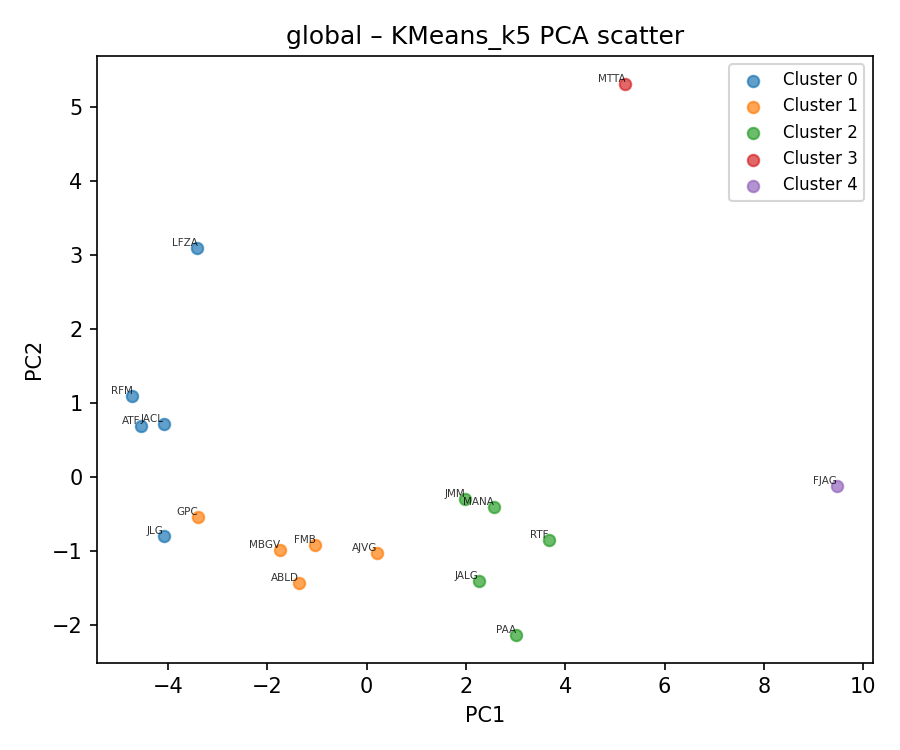 global – KMeans_k5 PCA scatter
Cluster 0
Cluster 1
Cluster 2
Cluster 3
Cluster 4
MTTA
LFZA
RFM
ATF
JACL
GPC
JLG
MBGV
FMB
AJVG
ABLD
JMM
MANA
RTF
JALG
PAA
FJAG
5
4
3
2
1
0
−1
−2
PC2
−4 −2 0 2 4 6 8 10
PC1